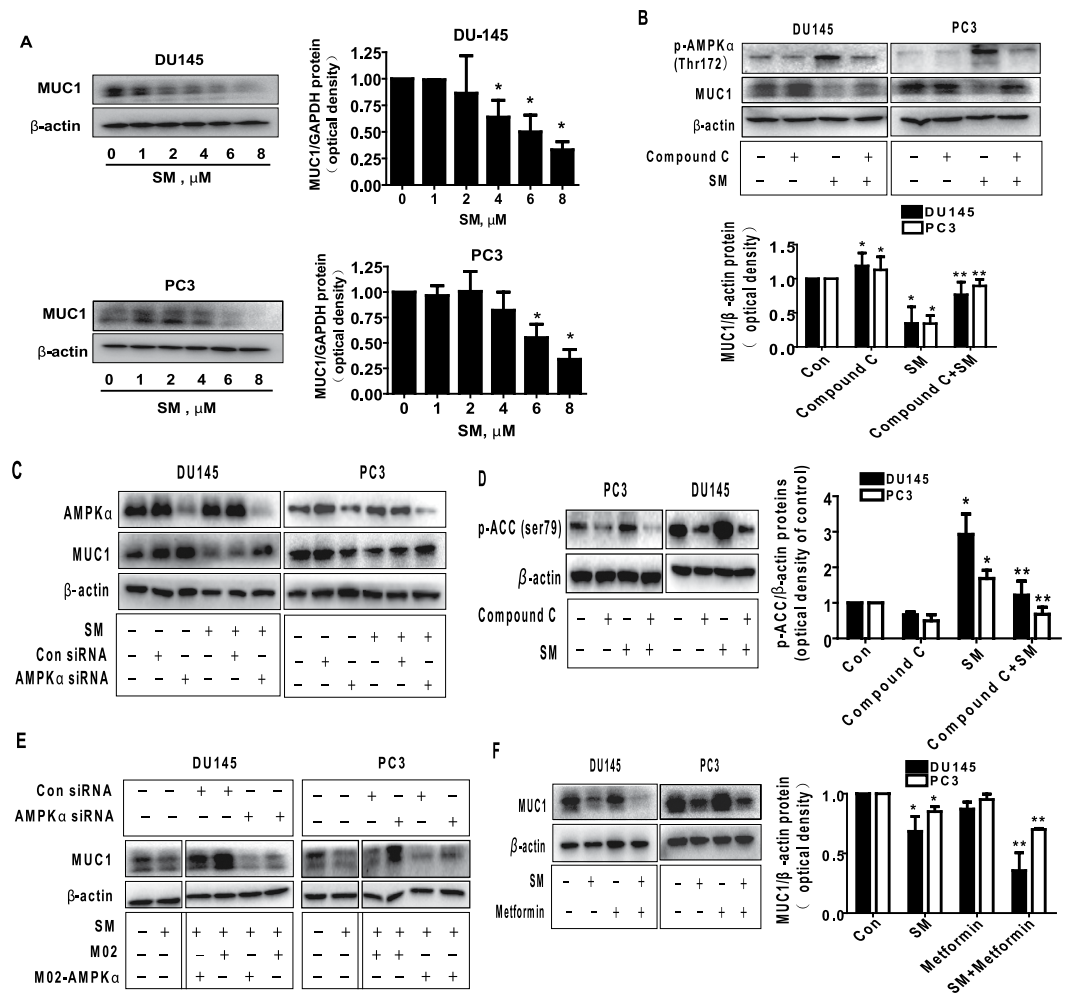 A
DU145
MUC1
β-actin
0 1 2 4 6 8
SM , μM
DU-145
MUC1/GAPDH protein
( optical density)
1.25
1.00
0.75
0.50
0.25
0.00
* * *
0 1 2 4 6 8
SM, μM
PC3
MUC1
β-actin
0 1 2 4 6 8
SM , μM
PC3
MUC1/GAPDH protein
( optical density)
1.25
1.00
0.75
0.50
0.25
0.00
* *
0 1 2 4 6 8
SM, μM
B
DU145 PC3
p-AMPKα
(Thr172)
MUC1
β-actin
Compound C − + − + − + − +
SM − − + + − − + +
DU145
PC3
MUC1/β -actin protein
( optical density)
1.5
1.0
0.5
0.0
* * * * ** **
Con
Compound C
SM
Compound C+SM
C
DU145 PC3
AMPKα
MUC1
β-actin
SM − − − + + + − − − + + +
Con siRNA − + − − + − − + − − + −
AMPKα siRNA − − + − − + − − + − − +
D
PC3 DU145
p-ACC (ser79)
β-actin
Compound C − + − + − + − +
SM − − + + − − + +
DU145
PC3
p-ACC/β-actin proteins
(optical density of control)
4
3
2
1
0
* * ** **
Con
Compound C
SM
Compound C+SM
E
DU145 PC3
Con siRNA − − + + − − − − + − + −
AMPKα siRNA − − − − + + − − − + − +
MUC1
β-actin
SM − + + + + + − + + + + +
M02 − − − + − + − − + + − −
M02-AMPKα − − + − + − − − − − + +
F
DU145 PC3
MUC1
β-actin
SM − + − + − + − +
Metformin − − + + − − + +
DU145
PC3
MUC1/β -actin protein
( optical density)
1.0
0.5
0.0
* * ** **
Con
SM
Metformin
SM+Metformin